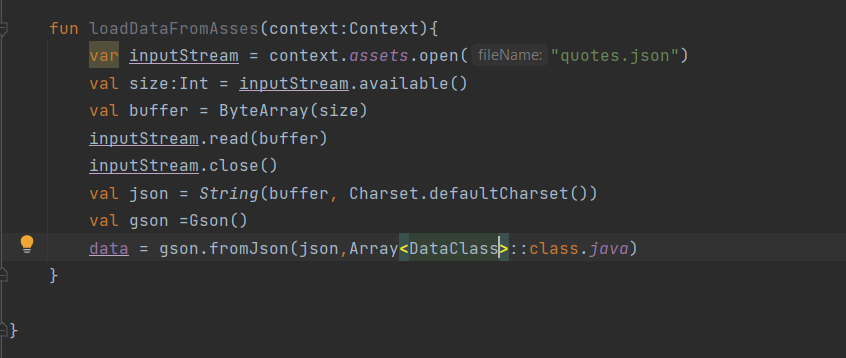 fun loadDataFromAsses(context:Context){
var inputStream = context.assets.open( fileName: "quotes.json")
val size:Int = inputStream.available()
val buffer = ByteArray(size)
inputStream.read(buffer)
inputStream.close()
val json = String(buffer, Charset.defaultCharset())
val gson =Gson()
data = gson.fromJson(json,Array<DataClass>::class.java)
}
}